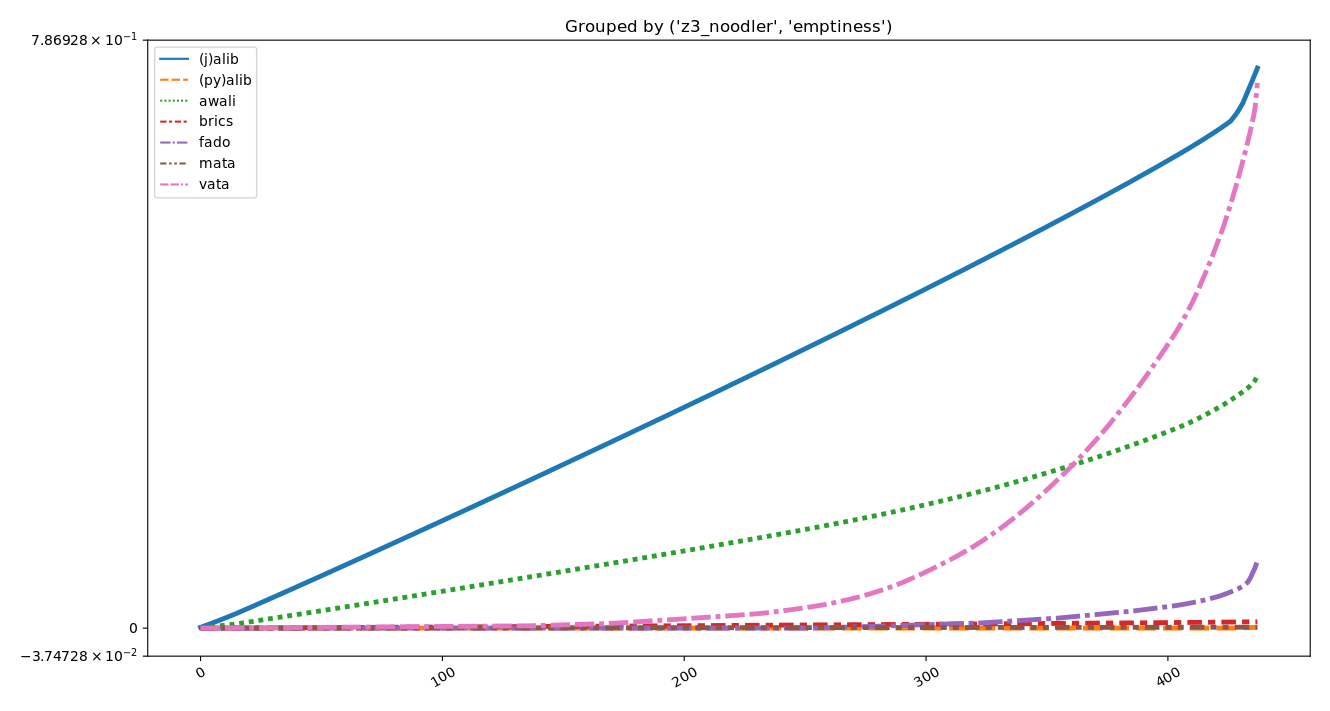 Grouped by ('z3_noodler', 'emptiness')
7.86928 × 10⁻¹
(j)alib
(py)alib
awali
brics
fado
mata
vata
0
−3.74728 × 10⁻²
0
100
200
300
400